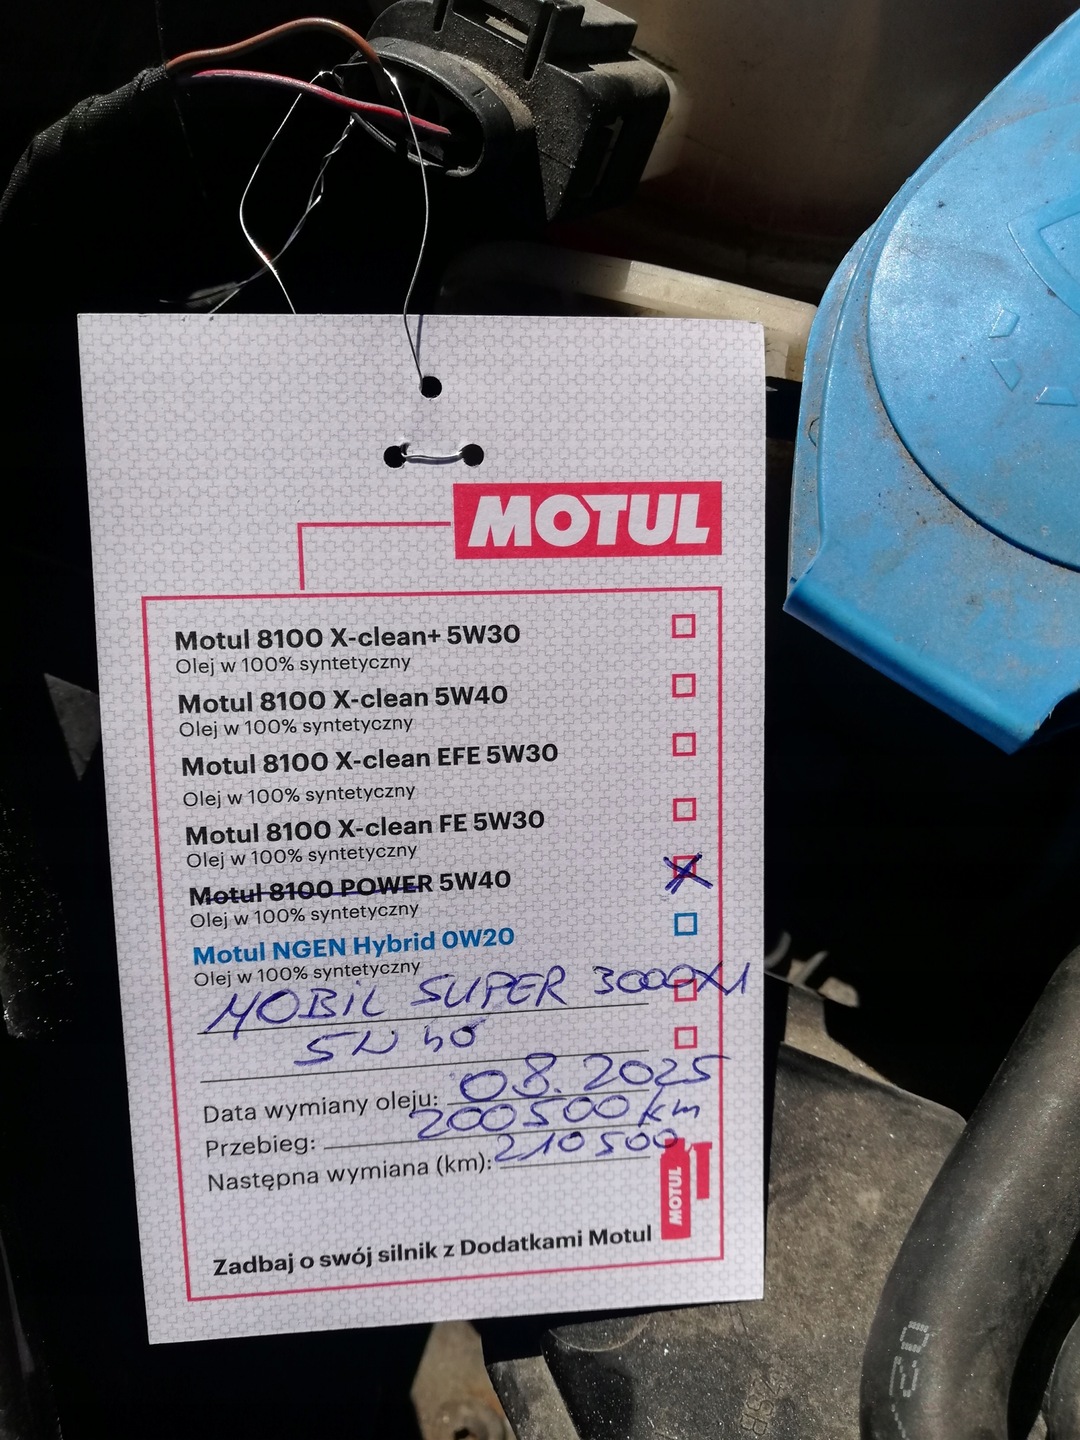 MOTUL
Motul 8100 X-clean+ 5W30
Olej w 100% syntetyczny
Motul 8100 X-clean 5W40
Olej w 100% syntetyczny
Motul 8100 X-clean EFE 5W30
Olej w 100% syntetyczny
Motul 8100 X-clean FE 5W30
Olej w 100% syntetyczny
Motul 8100 POWER 5W40
Olej w 100% syntetyczny
Motul NGEN Hybrid 0W20
Olej w 100% syntetyczny
MOBIL SUPER 3000X1
5W40
Data wymiany oleju: 08.2025
Przebieg: 200500 km
Następna wymiana (km): 210500
MOTUL
Zadbaj o swój silnik z Dodatkami Motul